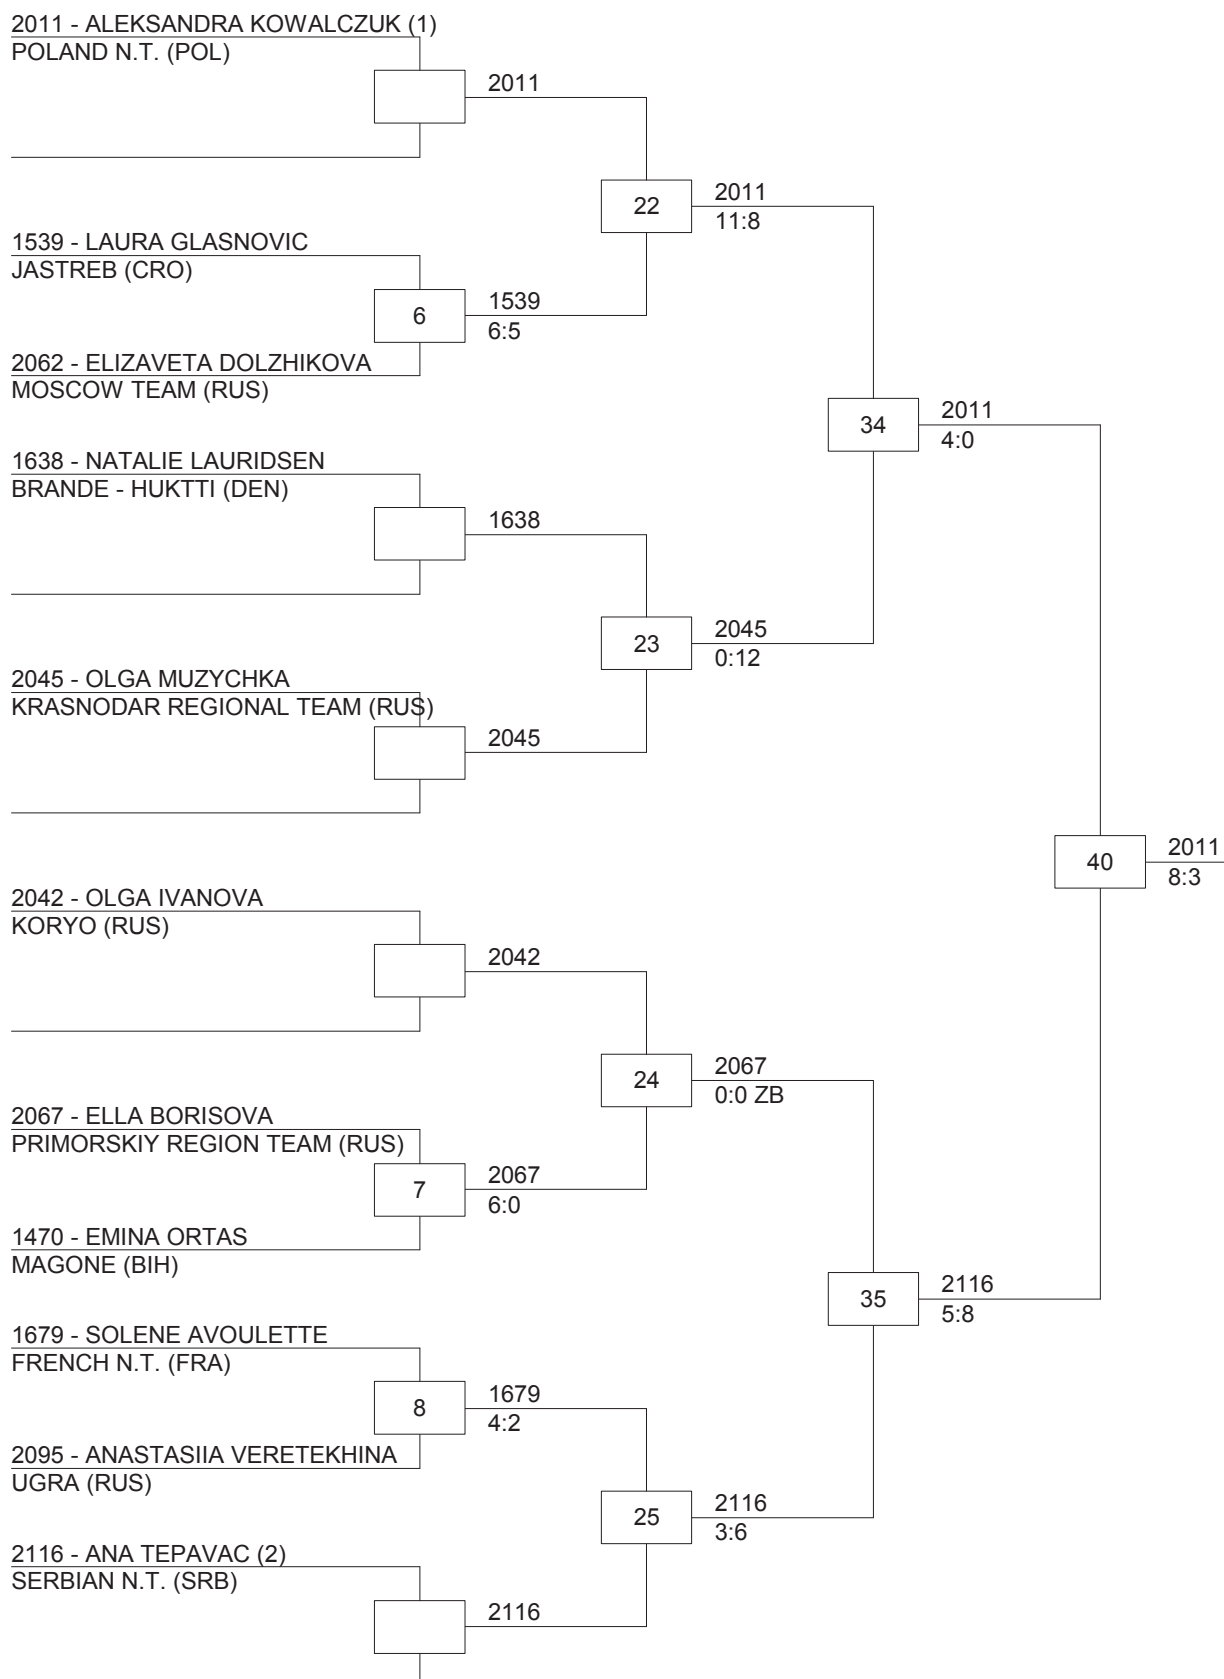 2011 - ALEKSANDRA KOWALCZUK (1)
POLAND N.T. (POL)
2011
22
2011
11:8
1539 - LAURA GLASNOVIC
JASTREB (CRO)
6
1539
6:5
2062 - ELIZAVETA DOLZHIKOVA
MOSCOW TEAM (RUS)
34
2011
4:0
1638 - NATALIE LAURIDSEN
BRANDE - HUKTTI (DEN)
1638
23
2045
0:12
2045 - OLGA MUZYCHKA
KRASNODAR REGIONAL TEAM (RUS)
2045
40
2011
8:3
2042 - OLGA IVANOVA
KORYO (RUS)
2042
24
2067
0:0 ZB
2067 - ELLA BORISOVA
PRIMORSKIY REGION TEAM (RUS)
7
2067
6:0
1470 - EMINA ORTAS
MAGONE (BIH)
35
2116
5:8
1679 - SOLENE AVOULETTE
FRENCH N.T. (FRA)
8
1679
4:2
2095 - ANASTASIIA VERETEKHINA
UGRA (RUS)
25
2116
3:6
2116 - ANA TEPAVAC (2)
SERBIAN N.T. (SRB)
2116